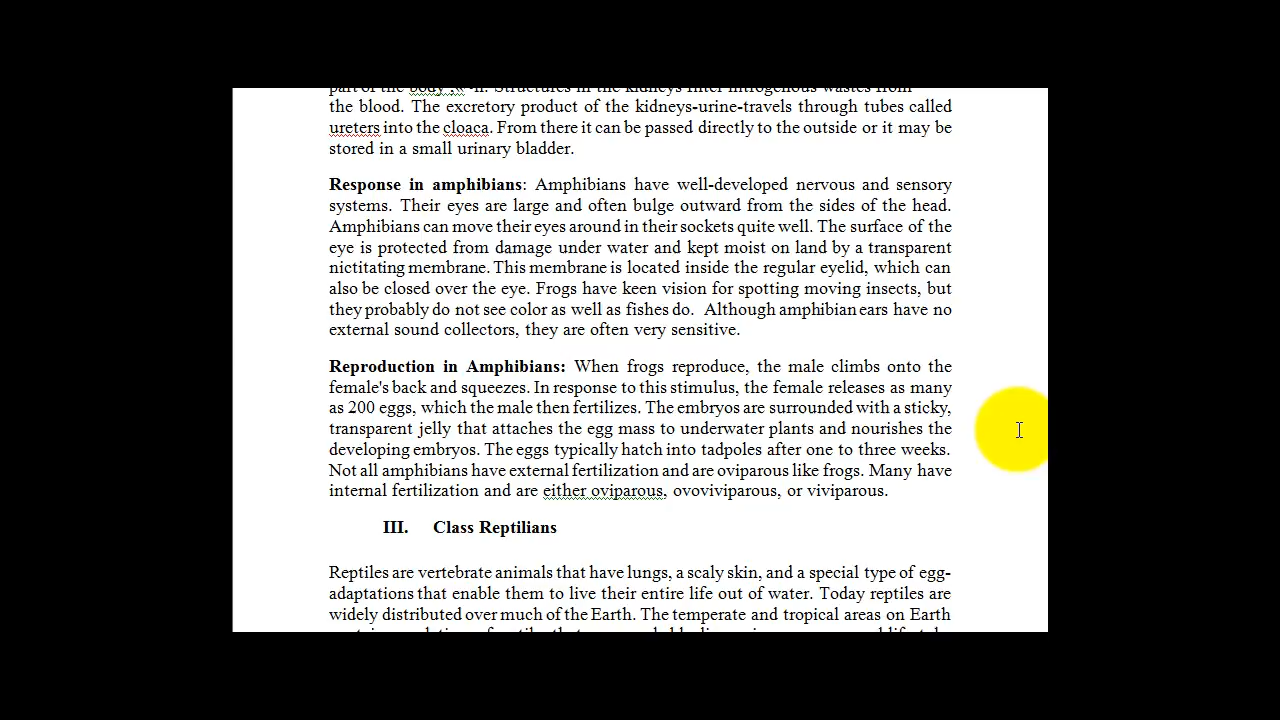 part of the body
Structures in the kidneys filter nitrogenous wastes from
the blood. The excretory product of the kidneys-urine-travels through tubes called
ureters into the cloaca. From there it can be passed directly to the outside or it may be
stored in a small urinary bladder.
Response in amphibians: Amphibians have well-developed nervous and sensory
systems. Their eyes are large and often bulge outward from the sides of the head.
Amphibians can move their eyes around in their sockets quite well. The surface of the
eye is protected from damage under water and kept moist on land by a transparent
nictitating membrane. This membrane is located inside the regular eyelid, which can
also be closed over the eye. Frogs have keen vision for spotting moving insects, but
they probably do not see color as well as fishes do. Although amphibian ears have no
external sound collectors, they are often very sensitive.
Reproduction in Amphibians: When frogs reproduce, the male climbs onto the
female's back and squeezes. In response to this stimulus, the female releases as many
as 200 eggs, which the male then fertilizes. The embryos are surrounded with a sticky,
transparent jelly that attaches the egg mass to underwater plants and nourishes the
developing embryos. The eggs typically hatch into tadpoles after one to three weeks.
Not all amphibians have external fertilization and are oviparous like frogs. Many have
internal fertilization and are either oviparous, ovoviviparous, or viviparous.
III. Class Reptilians
Reptiles are vertebrate animals that have lungs, a scaly skin, and a special type of egg-
adaptations that enable them to live their entire life out of water. Today reptiles are
widely distributed over much of the Earth. The temperate and tropical areas on Earth